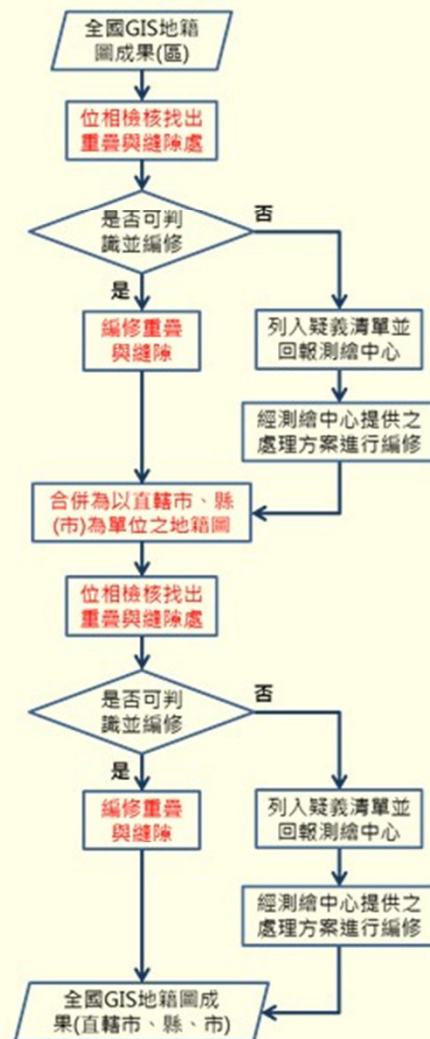 全國GIS地籍
圖成果(區)
位相檢核找出
重疊與縫隙處
是否可判
識並編修
否
是
編修重疊
與縫隙
列入疑義清單並
回報測繪中心
經測繪中心提供之
處理方案進行編修
合併為以直轄市、縣
(市)為單位之地籍圖
位相檢核找出
重疊與縫隙處
是否可判
識並編修
否
是
編修重疊
與縫隙
列入疑義清單並
回報測繪中心
經測繪中心提供之
處理方案進行編修
全國GIS地籍圖成
果(直轄市、縣、市)